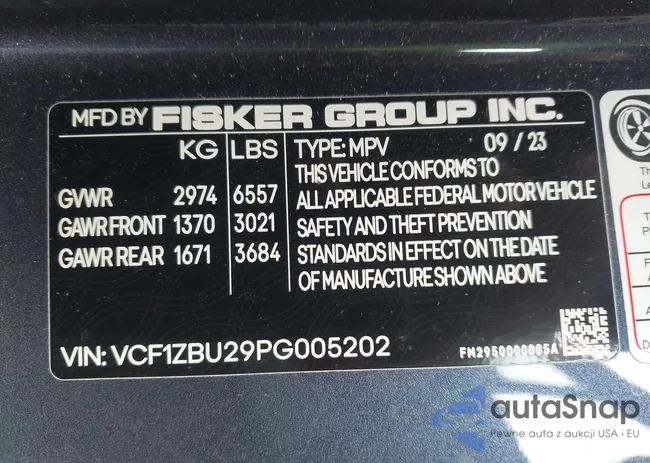 MFD BY FISKER GROUP INC.
KG LBS TYPE: MPV 09 / 23
THIS VEHICLE CONFORMS TO
GVWR 2974 6557 ALL APPLICABLE FEDERAL MOTOR VEHICLE
GAWR FRONT 1370 3021 SAFETY AND THEFT PREVENTION
GAWR REAR 1671 3684 STANDARDS IN EFFECT ON THE DATE
OF MANUFACTURE SHOWN ABOVE
VIN: VCF1ZBU29PG005202
FM2950000085A
autaSnap
Pewne auta z aukcji USA i EU